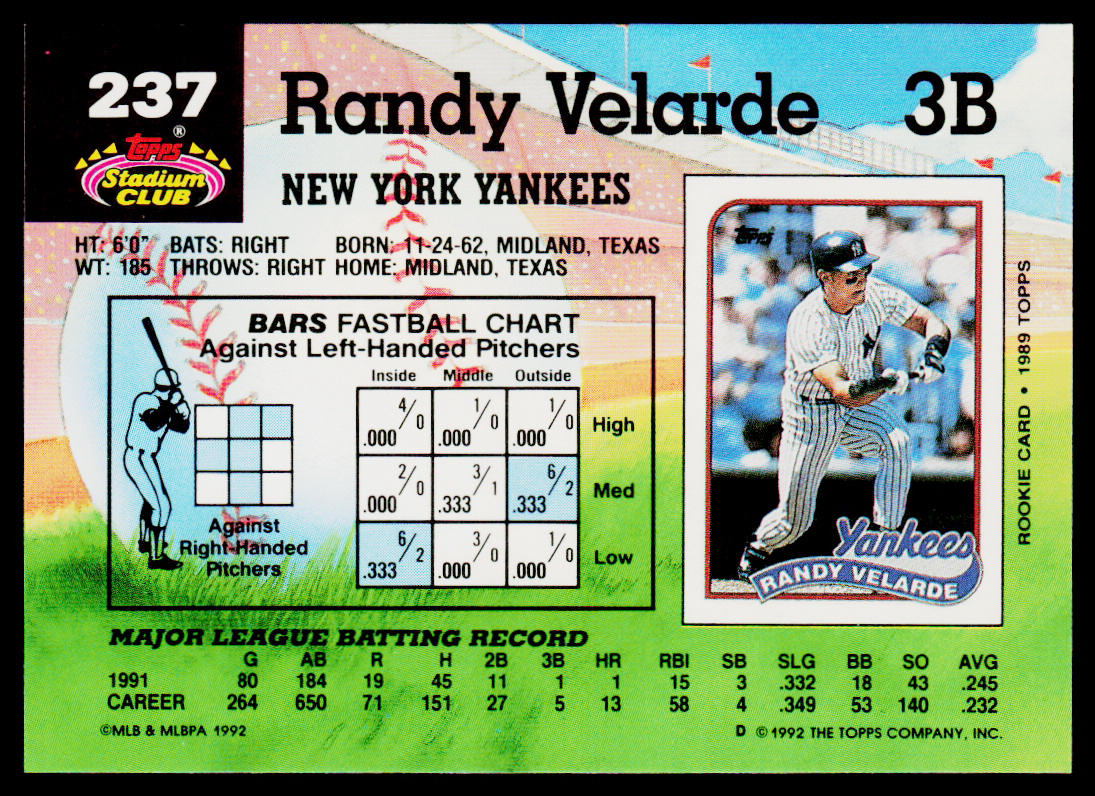 237
Randy Velarde 3B
Topps ®
Stadium
CLUB
NEW YORK YANKEES
HT: 6'0" BATS: RIGHT BORN: 11-24-62, MIDLAND, TEXAS
WT: 185 THROWS: RIGHT HOME: MIDLAND, TEXAS
BARS FASTBALL CHART
Against Left-Handed Pitchers
Inside Middle Outside
4/0 1/0 1/0
.000 .000 .000 High
2/0 3/1 6/2
.000 .333 .333 Med
6/2 3/0 1/0
.333 .000 .000 Low
Against
Right-Handed
Pitchers
Topps
NY
Yankees
RANDY VELARDE
ROOKIE CARD • 1989 TOPPS
MAJOR LEAGUE BATTING RECORD
G AB R H 2B 3B HR RBI SB SLG BB SO AVG
1991 80 184 19 45 11 1 1 15 3 .332 18 43 .245
CAREER 264 650 71 151 27 5 13 58 4 .349 53 140 .232
©MLB & MLBPA 1992
D © 1992 THE TOPPS COMPANY, INC.